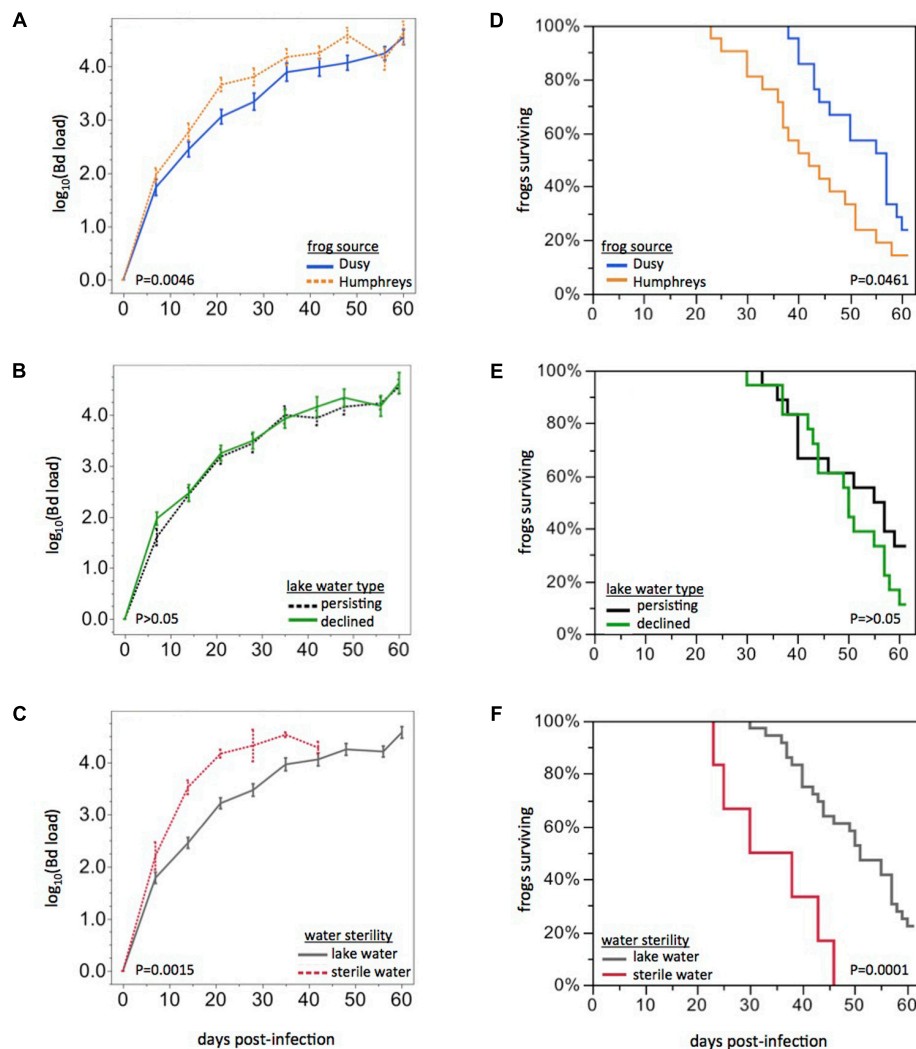 A
log10(Bd load)
4.0
3.0
2.0
1.0
0.0
frog source
Dusy
Humphreys
P=0.0046
0 10 20 30 40 50 60
D
frogs surviving
100%
80%
60%
40%
20%
0%
frog source
Dusy
Humphreys
P=0.0461
0 10 20 30 40 50 60
B
log10(Bd load)
4.0
3.0
2.0
1.0
0.0
lake water type
persisting
declined
P>0.05
0 10 20 30 40 50 60
E
frogs surviving
100%
80%
60%
40%
20%
0%
lake water type
persisting
declined
P=>0.05
0 10 20 30 40 50 60
C
log10(Bd load)
4.0
3.0
2.0
1.0
0.0
water sterility
lake water
sterile water
P=0.0015
0 10 20 30 40 50 60
days post-infection
F
frogs surviving
100%
80%
60%
40%
20%
0%
water sterility
lake water
sterile water
P=0.0001
0 10 20 30 40 50 60
days post-infection